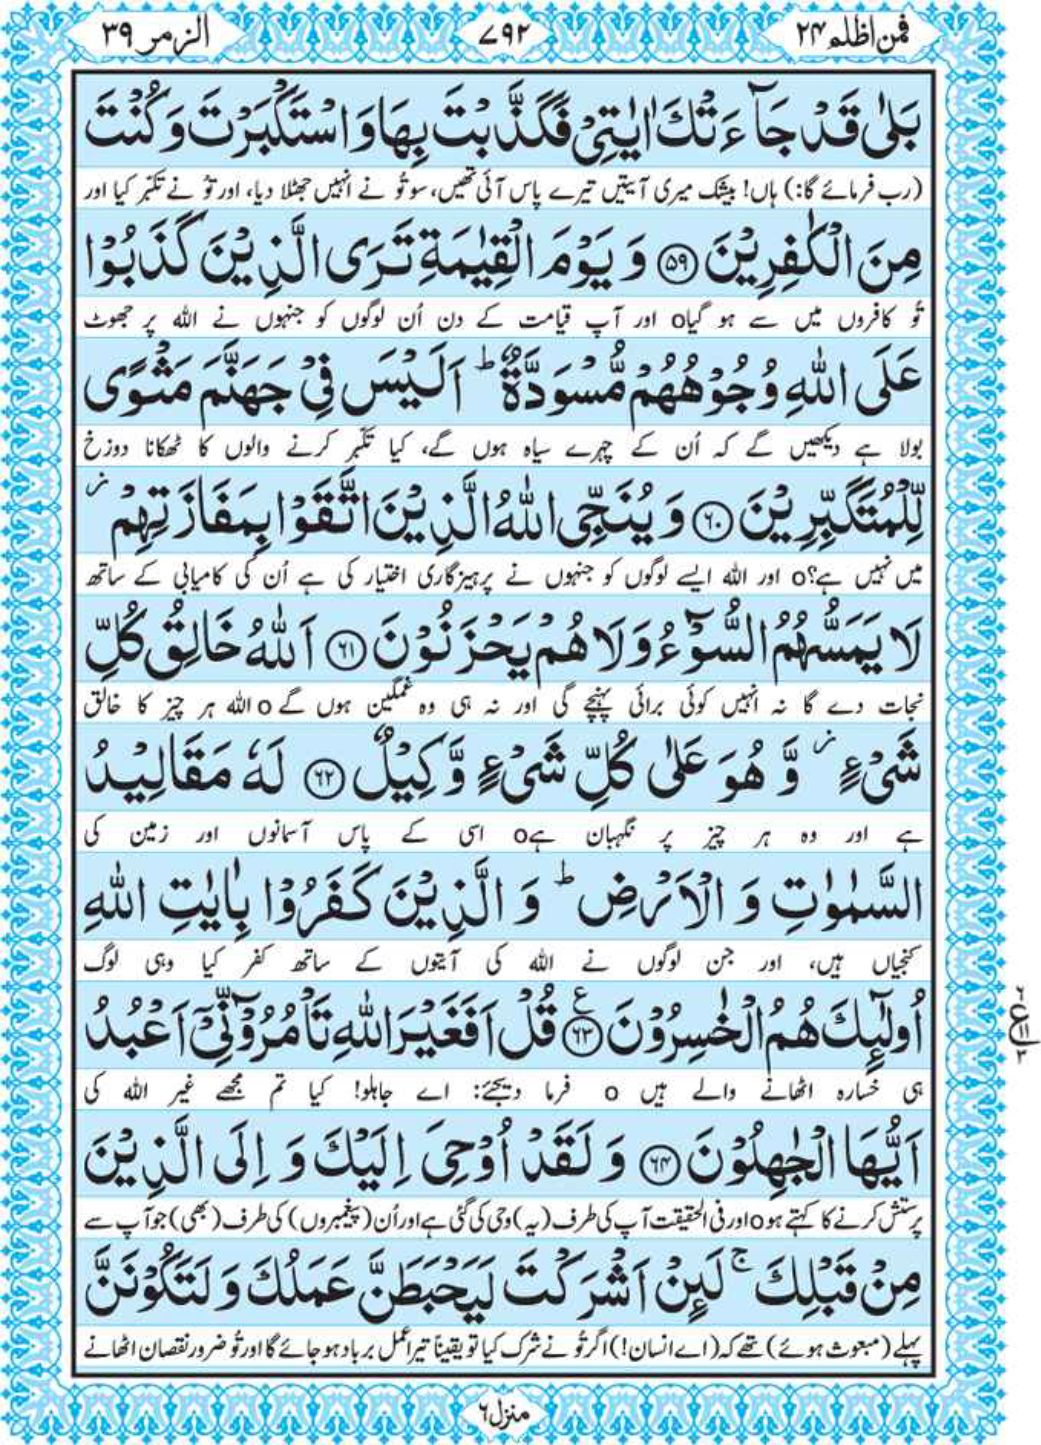 فمن اظلم ۲۴
۷۹۲
الزمر ۳۹
بَلٰى قَدْ جَآءَتْكَ اٰيٰتِيْ فَكَذَّبْتَ بِهَا وَاسْتَكْبَرْتَ وَكُنْتَ
(رب فرمائے گا:) ہاں! بیشک میری آیتیں تیرے پاس آئی تھیں، سو تُو نے انہیں جھٹلا دیا، اور تُو نے تکبّر کیا اور
مِنَ الْكٰفِرِيْنَ ۝۵۹ وَ يَوْمَ الْقِيٰمَةِ تَرَى الَّذِيْنَ كَذَبُوْا
تُو کافروں میں سے ہو گیاo اور آپ قیامت کے دن اُن لوگوں کو جنہوں نے اللہ پر جھوٹ
عَلَى اللّٰهِ وُجُوْهُهُمْ مُّسْوَدَّةٌ ؕ اَلَيْسَ فِيْ جَهَنَّمَ مَثْوًى
بولا ہے دیکھیں گے کہ اُن کے چہرے سیاہ ہوں گے، کیا تکبّر کرنے والوں کا ٹھکانا دوزخ
لِّلْمُتَكَبِّرِيْنَ ۝۶۰ وَ يُنَجِّى اللّٰهُ الَّذِيْنَ اتَّقَوْا بِمَفَازَتِهِمْ ؗ
میں نہیں ہے؟o اور اللہ ایسے لوگوں کو جنہوں نے پرہیزگاری اختیار کی ہے اُن کی کامیابی کے ساتھ
لَا يَمَسُّهُمُ السُّوْٓءُ وَلَا هُمْ يَحْزَنُوْنَ ۝۶۱ اَللّٰهُ خَالِقُ كُلِّ
نجات دے گا نہ انہیں کوئی برائی پہنچے گی اور نہ ہی وہ غمگین ہوں گےo اللہ ہر چیز کا خالق
شَيْءٍ ؗ وَّ هُوَ عَلٰى كُلِّ شَيْءٍ وَّكِيْلٌ ۝۶۲ لَهٗ مَقَالِيْدُ
ہے اور وہ ہر چیز پر نگہبان ہےo اسی کے پاس آسمانوں اور زمین کی
السَّمٰوٰتِ وَ الْاَرْضِ ؕ وَ الَّذِيْنَ كَفَرُوْا بِاٰيٰتِ اللّٰهِ
کنجیاں ہیں، اور جن لوگوں نے اللہ کی آیتوں کے ساتھ کفر کیا وہی لوگ
اُولٰٓئِكَ هُمُ الْخٰسِرُوْنَ ۝۶۳ ع قُلْ اَفَغَيْرَ اللّٰهِ تَاْمُرُوْٓنِّيْٓ اَعْبُدُ
ہی خسارہ اٹھانے والے ہیں o فرما دیجئے: اے جاہلو! کیا تم مجھے غیر اللہ کی
اَيُّهَا الْجٰهِلُوْنَ ۝۶۴ وَ لَقَدْ اُوْحِيَ اِلَيْكَ وَ اِلَى الَّذِيْنَ
پرستش کرنے کا کہتے ہوo اور فی الحقیقت آپ کی طرف (یہ) وحی کی گئی ہے اور اُن (پیغمبروں) کی طرف (بھی) جو آپ سے
مِنْ قَبْلِكَ ۚ لَئِنْ اَشْرَكْتَ لَيَحْبَطَنَّ عَمَلُكَ وَ لَتَكُوْنَنَّ
پہلے (مبعوث ہوئے) تھے کہ (اے انسان!) اگر تُو نے شرک کیا تو یقیناً تیرا عمل برباد ہو جائے گا اور تُو ضرور نقصان اٹھانے
منزل ۶